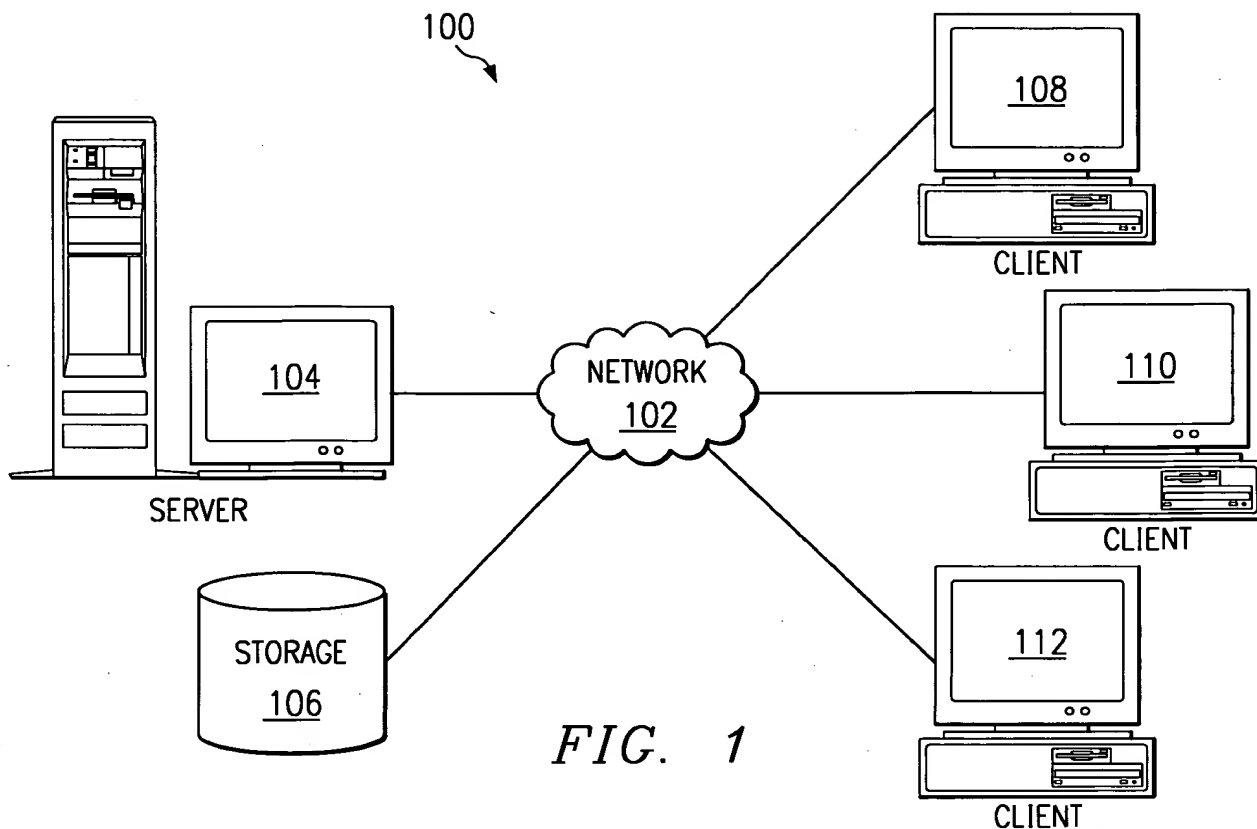 100
108
CLIENT
104
SERVER
NETWORK
102
110
CLIENT
STORAGE
106
112
CLIENT
FIG. 1